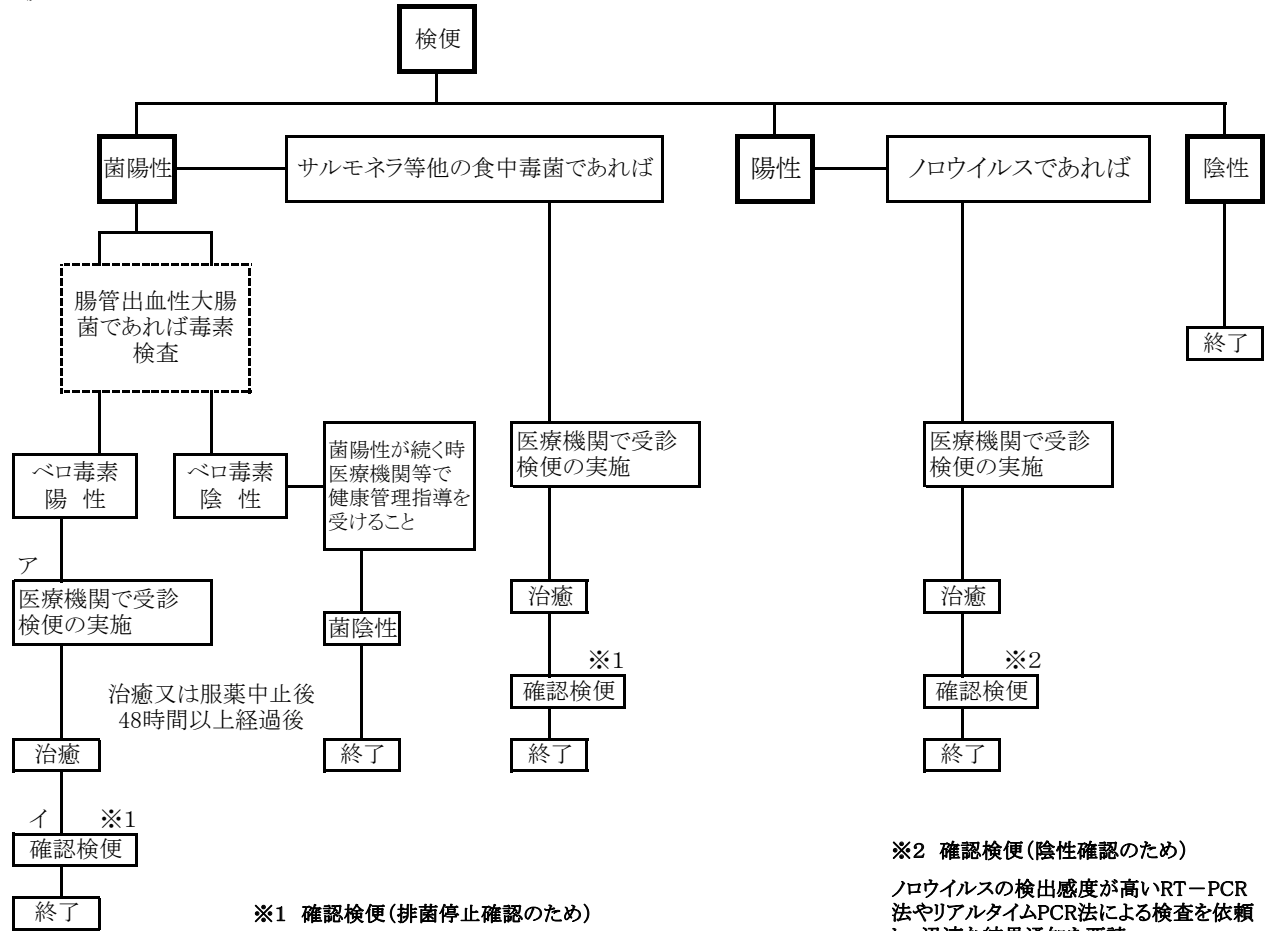 検便
菌陽性
サルモネラ等他の食中毒菌であれば
陽性
ノロウイルスであれば
陰性
腸管出血性大腸
菌であれば毒素
検査
終了
ベロ毒素
陽 性
ベロ毒素
陰 性
菌陽性が続く時
医療機関等で
健康管理指導を
受けること
医療機関で受診
検便の実施
医療機関で受診
検便の実施
ア
医療機関で受診
検便の実施
菌陰性
治癒
治癒
治癒又は服薬中止後
48時間以上経過後
※1
確認検便
※2
確認検便
治癒
終了
終了
終了
イ ※1
確認検便
終了
※1 確認検便(排菌停止確認のため)
※2 確認検便(陰性確認のため)
ノロウイルスの検出感度が高いRT-PCR
法やリアルタイムPCR法による検査を依頼